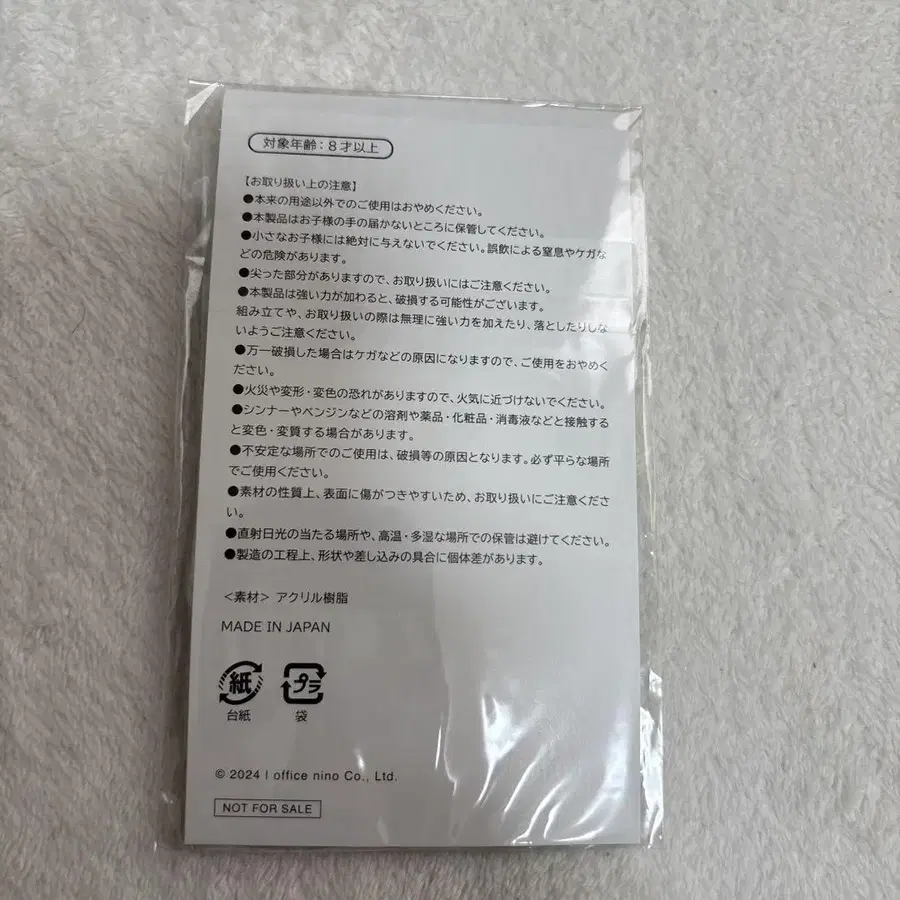 対象年齢：8才以上
【お取り扱い上の注意】
●本来の用途以外でのご使用はおやめください。
●本製品はお子様の手の届かないところに保管してください。
●小さなお子様には絶対に与えないでください。誤飲による窒息やケガな
どの危険があります。
●尖った部分がありますので、お取り扱いにはご注意ください。
●本製品は強い力が加わると、破損する可能性がございます。
組み立てや、お取り扱いの際は無理に強い力を加えたり、落としたりしな
いようご注意ください。
●万一破損した場合はケガなどの原因になりますので、ご使用をおやめく
ださい。
●火災や変形・変色の恐れがありますので、火気に近づけないでください。
●シンナーやベンジンなどの溶剤や薬品・化粧品・消毒液などと接触する
と変色・変質する場合があります。
●不安定な場所でのご使用は、破損等の原因となります。必ず平らな場所
でご使用ください。
●素材の性質上、表面に傷がつきやすいため、お取り扱いにご注意くださ
い。
●直射日光の当たる場所や、高温・多湿な場所での保管は避けてください。
●製造の工程上、形状や差し込みの具合に個体差があります。
＜素材＞ アクリル樹脂
MADE IN JAPAN
紙 プラ
台紙 袋
© 2024 I office nino Co., Ltd.
NOT FOR SALE